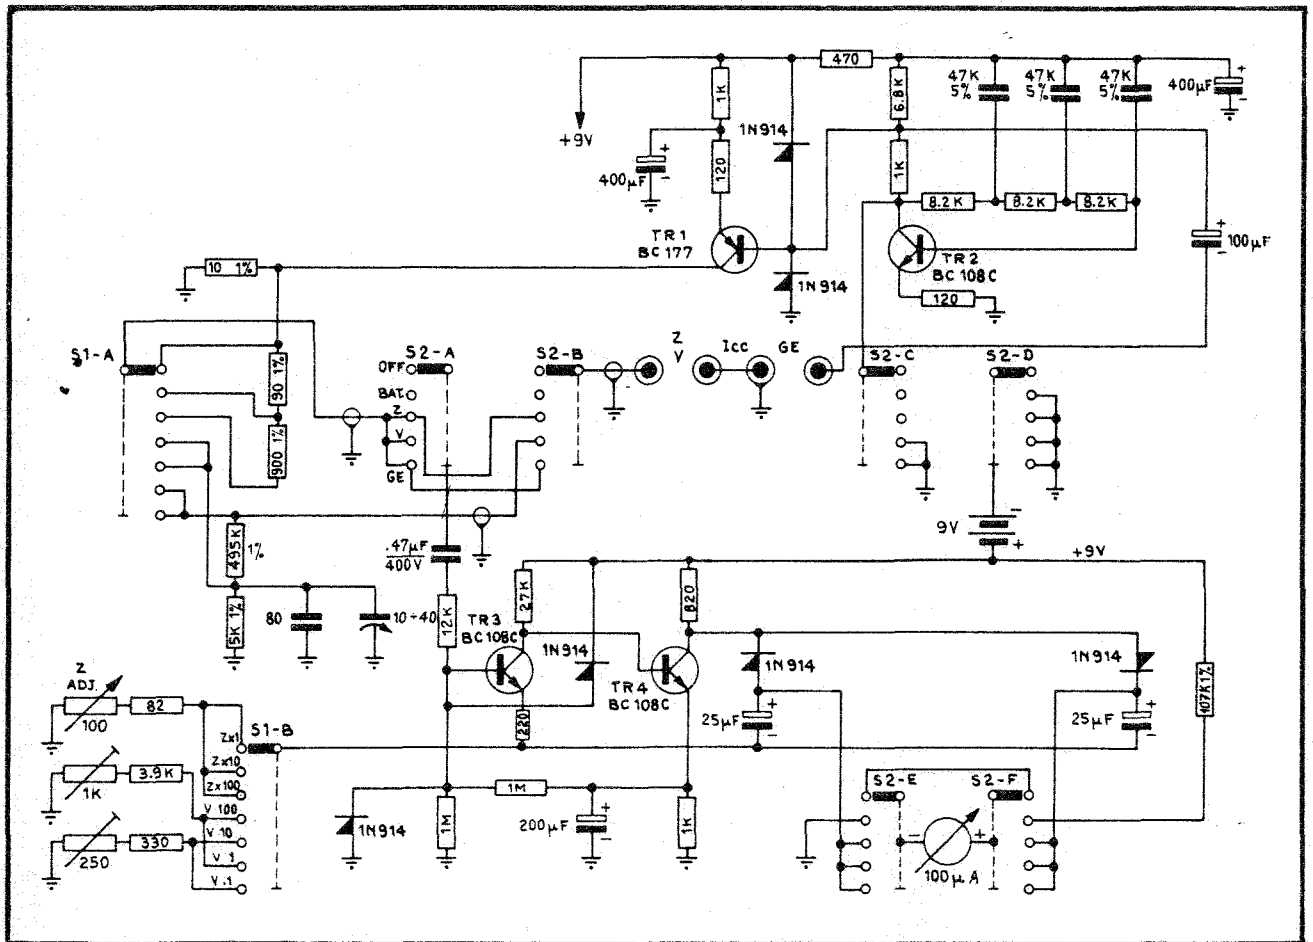 470
47K
5%
47K
5%
47K
5%
400µF
+
-
1K
6.8K
+9V
1N914
400µF
+
-
120
1K
8.2K
8.2K
8.2K
TR1
BC177
TR2
BC108C
100µF
+
-
10 1%
1N914
120
S1-A
90 1%
900 1%
S2-A
OFF
BAT.
Z
V
GE
S2-B
Z
V
Icc
GE
S2-C
S2-D
495K
1%
5K 1%
80
10÷40
.47µF
400V
12K
27K
TR3
BC108C
1N914
220
820
TR4
BC108C
9V
-
+
+9V
1N914
25µF
+
-
1N914
25µF
+
-
107K1%
Z
ADJ.
100
82
S1-B
1K
3.9K
250
330
Zx1
Zx10
Zx100
V 100
V 10
V 1
V .1
1N914
1M
1M
200µF
+
-
1K
S2-E
S2-F
-
+
100µA